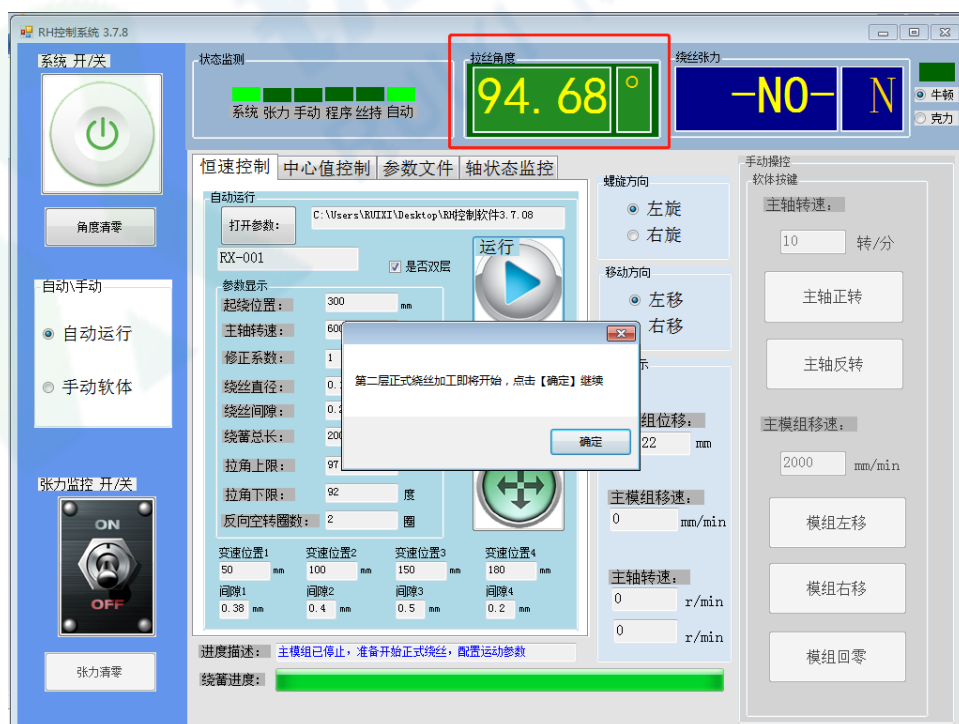 RH控制系统 3.7.8
系统 开/关
角度清零
自动\手动
自动运行
手动软体
张力监控 开/关
ON
OFF
张力清零
状态监测
系统 张力 手动 程序 丝持 自动
拉丝角度
94.68 °
绕丝张力
-NO- N
牛顿
克力
恒速控制 中心值控制 参数文件 轴状态监控
自动运行
打开参数: C:\Users\RUIXI\Desktop\RH控制软件3.7.08
RX-001
是否双层
运行
参数显示
起绕位置: 300 mm
主轴转速:
修正系数: 1
绕丝直径:
绕丝间隙:
绕簧总长:
拉角上限: 97
拉角下限: 92 度
反向空转圈数: 2 圈
第二层正式绕丝加工即将开始，点击【确定】继续
确定
变速位置1 变速位置2 变速位置3 变速位置4
50 mm 100 mm 150 mm 180 mm
间隙1 间隙2 间隙3 间隙4
0.38 mm 0.4 mm 0.5 mm 0.2 mm
进度描述: 主模组已停止，准备开始正式绕丝，配置运动参数
绕簧进度:
螺旋方向
左旋
右旋
移动方向
左移
右移
示
组位移:
22 mm
主模组移速:
0 mm/min
主轴转速:
0 r/min
0 r/min
手动操控
软体按键
主轴转速:
10 转/分
主轴正转
主轴反转
主模组移速:
2000 mm/min
模组左移
模组右移
模组回零